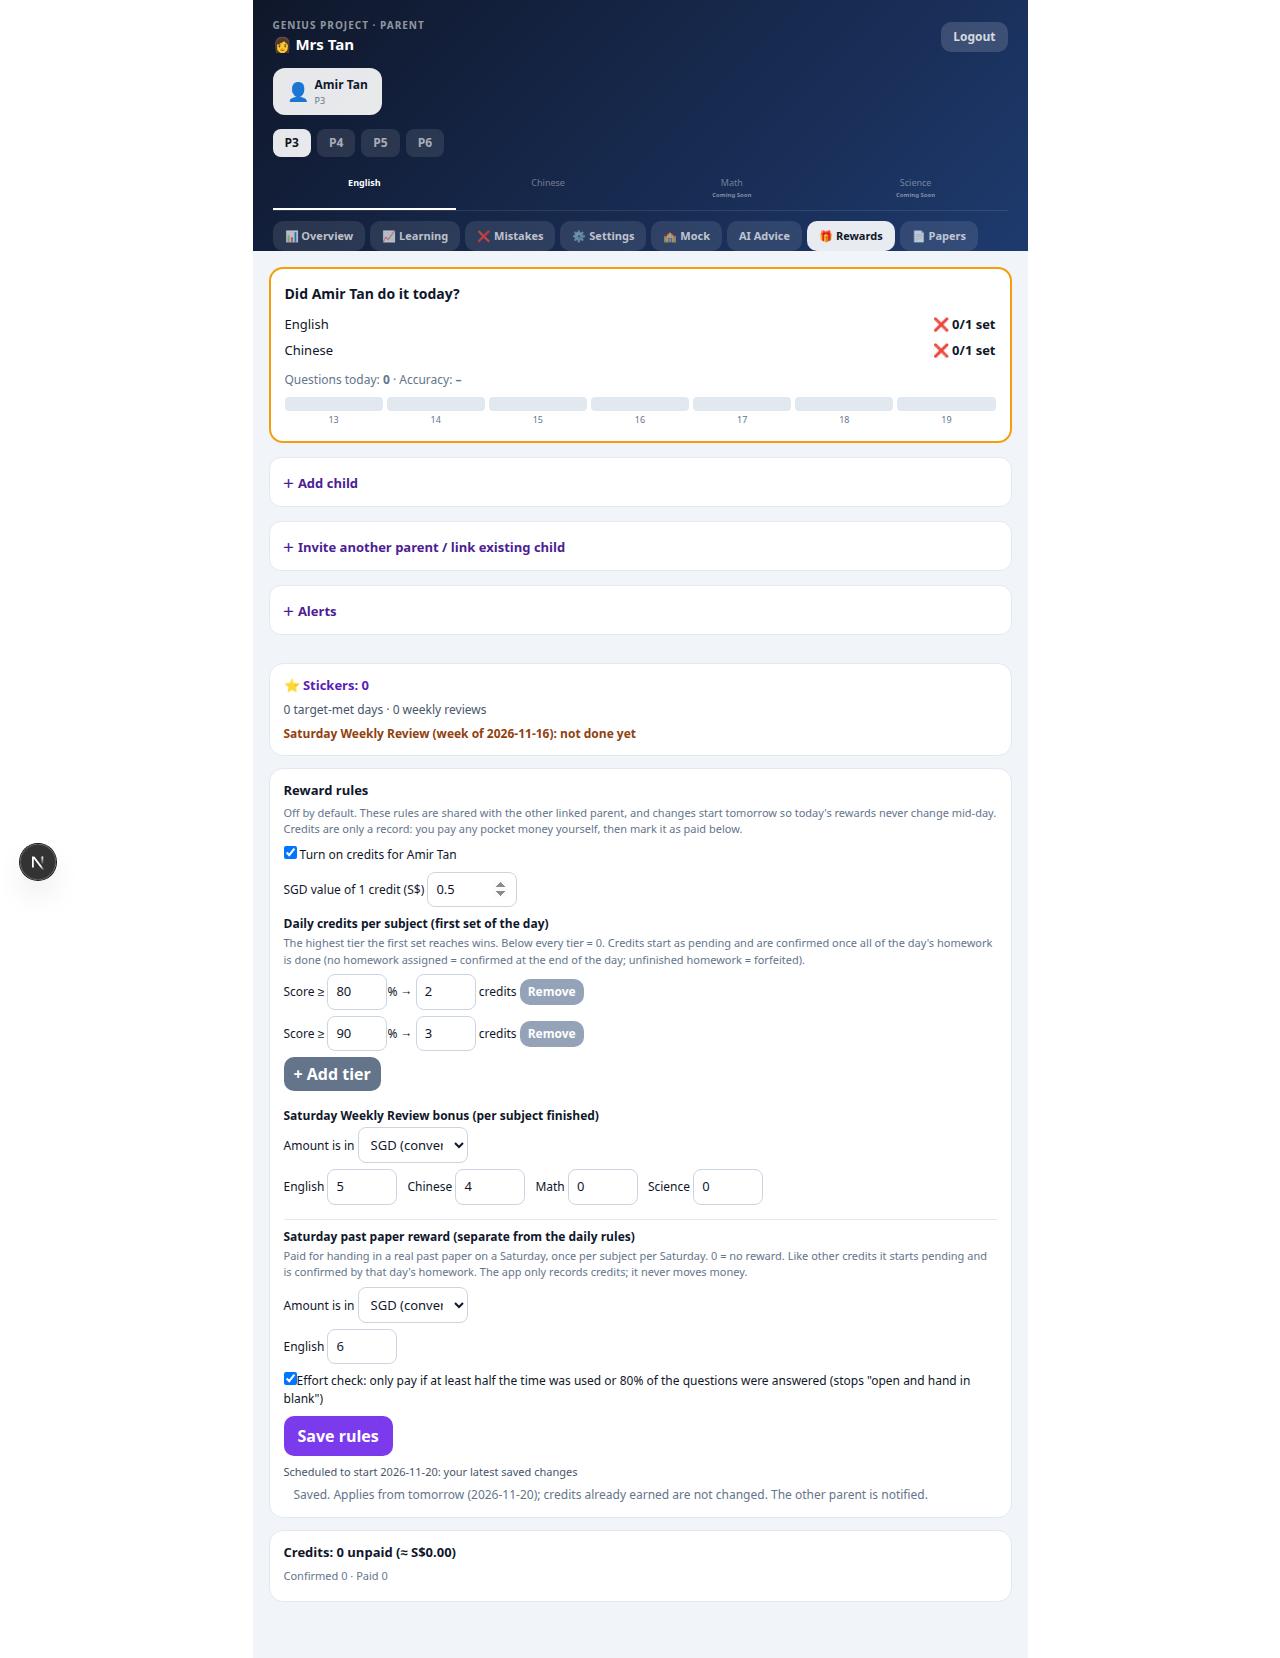 GENIUS PROJECT · PARENT
👩 Mrs Tan
Logout
👤 Amir Tan
P3
P3 P4 P5 P6
English Chinese Math Science
Coming Soon Coming Soon
📊 Overview 📈 Learning ❌ Mistakes ⚙️ Settings 🏫 Mock AI Advice 🎁 Rewards 📄 Papers
Did Amir Tan do it today?
English ❌ 0/1 set
Chinese ❌ 0/1 set
Questions today: 0 · Accuracy: –
13 14 15 16 17 18 19
+ Add child
+ Invite another parent / link existing child
+ Alerts
⭐ Stickers: 0
0 target-met days · 0 weekly reviews
Saturday Weekly Review (week of 2026-11-16): not done yet
Reward rules
Off by default. These rules are shared with the other linked parent, and changes start tomorrow so today's rewards never change mid-day.
Credits are only a record: you pay any pocket money yourself, then mark it as paid below.
Turn on credits for Amir Tan
SGD value of 1 credit (S$) 0.5
Daily credits per subject (first set of the day)
The highest tier the first set reaches wins. Below every tier = 0. Credits start as pending and are confirmed once all of the day's homework
is done (no homework assigned = confirmed at the end of the day; unfinished homework = forfeited).
Score ≥ 80 % → 2 credits Remove
Score ≥ 90 % → 3 credits Remove
+ Add tier
Saturday Weekly Review bonus (per subject finished)
Amount is in SGD (conver
English 5 Chinese 4 Math 0 Science 0
Saturday past paper reward (separate from the daily rules)
Paid for handing in a real past paper on a Saturday, once per subject per Saturday. 0 = no reward. Like other credits it starts pending and
is confirmed by that day's homework. The app only records credits; it never moves money.
Amount is in SGD (conver
English 6
Effort check: only pay if at least half the time was used or 80% of the questions were answered (stops "open and hand in
blank")
Save rules
Scheduled to start 2026-11-20: your latest saved changes
Saved. Applies from tomorrow (2026-11-20); credits already earned are not changed. The other parent is notified.
Credits: 0 unpaid (≈ S$0.00)
Confirmed 0 · Paid 0
N